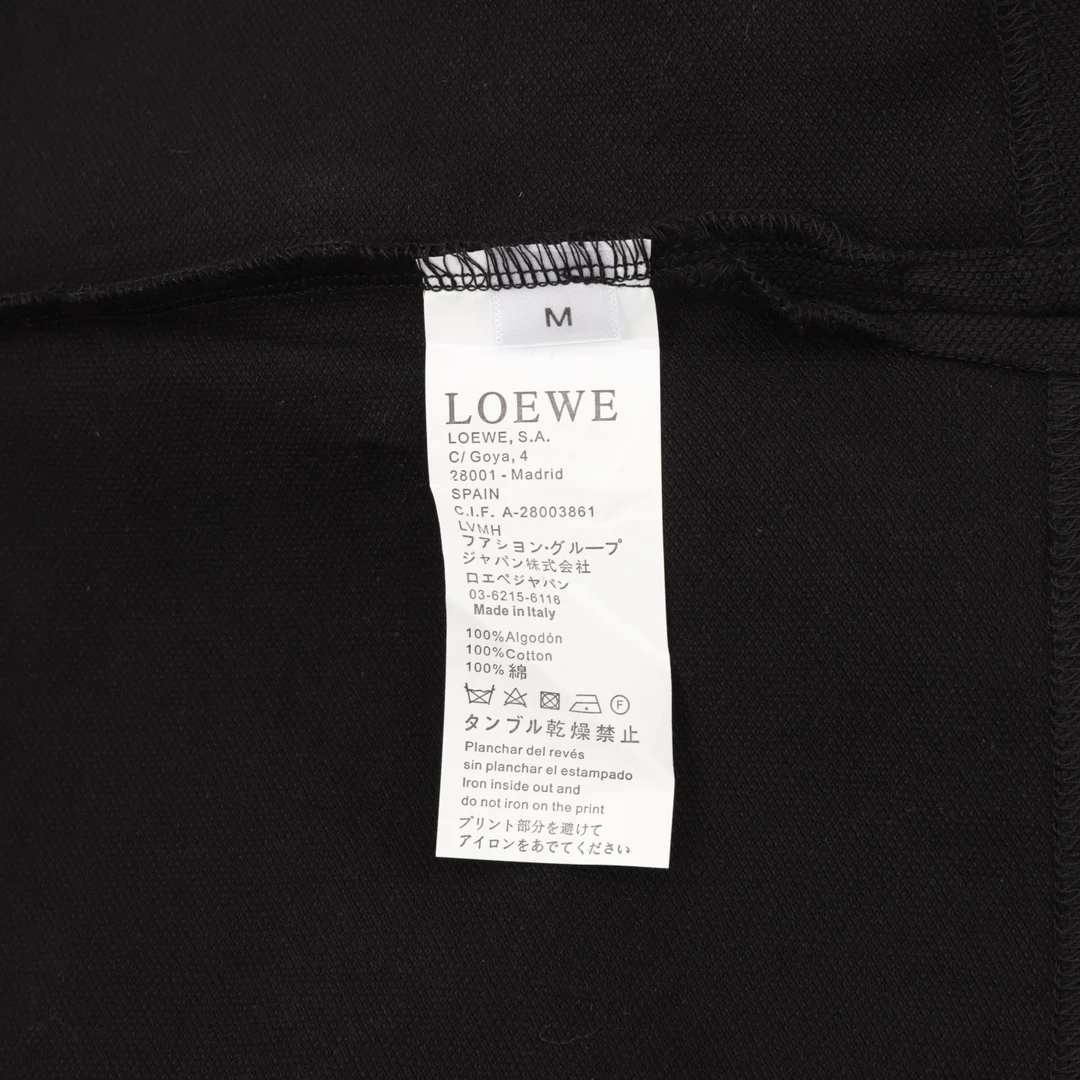 M
LOEWE
LOEWE, S.A.
C/ Goya, 4
28001 - Madrid
SPAIN
C.I.F. A-28003861
LVMH
ファション・グループ
ジャパン株式会社
ロエペジャパン
03-6215-6116
Made in Italy
100%Algodón
100%Cotton
100% 綿
F
タンブル乾燥禁止
Planchar del revés
sin planchar el estampado
Iron inside out and
do not iron on the print
プリント部分を避けて
アイロンをあでてください